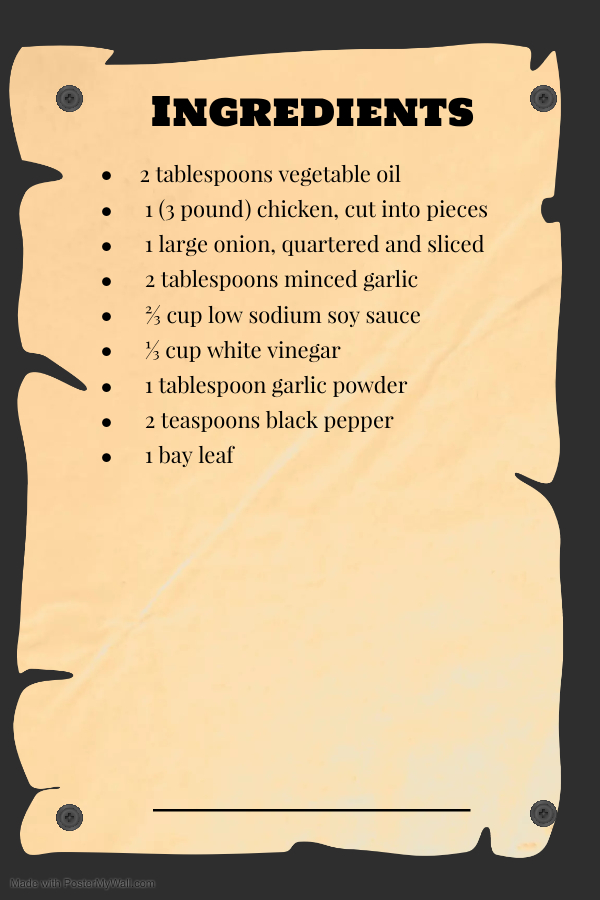 Ingredients
• 2 tablespoons vegetable oil
• 1 (3 pound) chicken, cut into pieces
• 1 large onion, quartered and sliced
• 2 tablespoons minced garlic
• ⅔ cup low sodium soy sauce
• ⅓ cup white vinegar
• 1 tablespoon garlic powder
• 2 teaspoons black pepper
• 1 bay leaf
Made with PosterMyWall.com